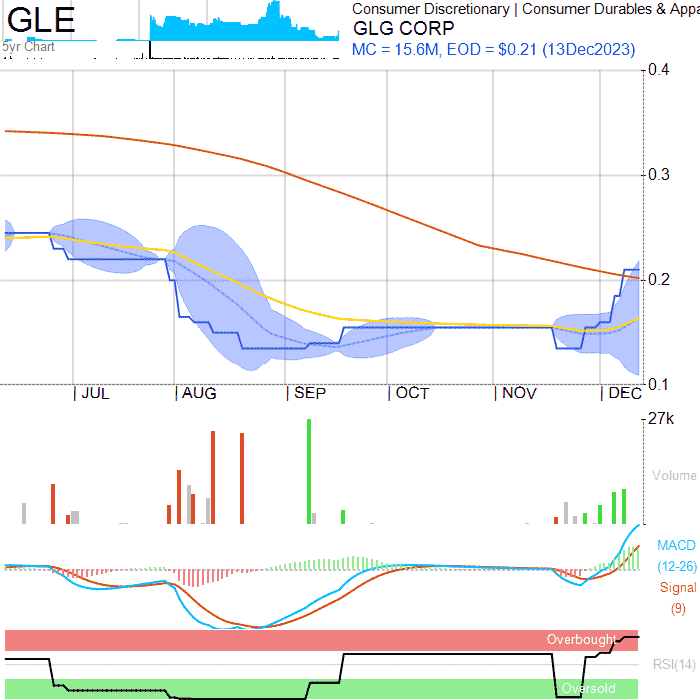 GLE
Consumer Discretionary | Consumer Durables & Appa
GLG CORP
5yr Chart
MC = 15.6M, EOD = $0.21 (13Dec2023)
0.4
0.3
0.2
0.1
| JUL | AUG | SEP | OCT | NOV | DEC
27k
Volume
MACD
(12-26)
Signal
(9)
Overbought
RSI(14)
Oversold